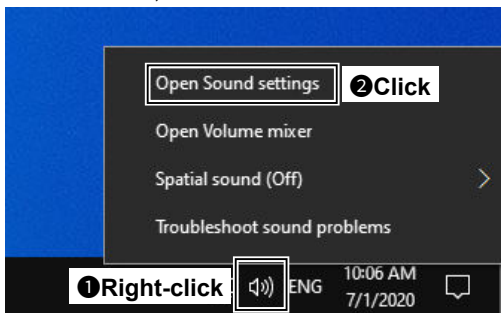 Open Sound settings ❷Click
Open Volume mixer
Spatial sound (Off)
Troubleshoot sound problems
❶Right-click ENG 10:06 AM
7/1/2020